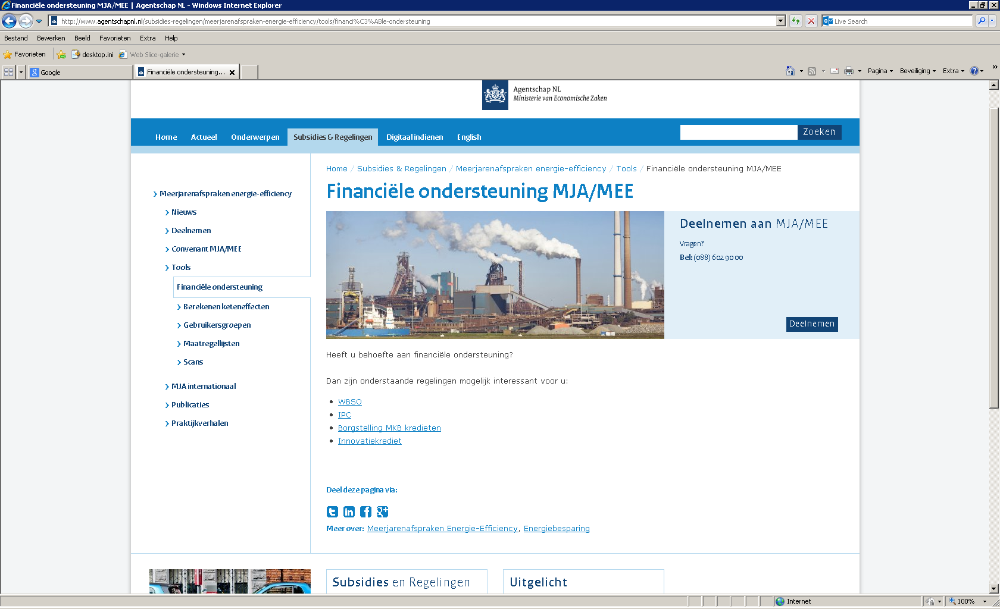 Financiële ondersteuning MJA/MEE | Agentschap NL - Windows Internet Explorer
http://www.agentschapnl.nl/subsidies-regelingen/meerjarenafspraken-energie-efficiency/tools/financi%C3%ABle-ondersteuning
Live Search
Bestand Bewerken Beeld Favorieten Extra Help
Favorieten desktop.ini Web Slice-galerie
Google Financiële ondersteuning... Pagina Beveiliging Extra
Agentschap NL
Ministerie van Economische Zaken
Home Actueel Onderwerpen Subsidies & Regelingen Digitaal indienen English Zoeken
Home / Subsidies & Regelingen / Meerjarenafspraken energie-efficiency / Tools / Financiële ondersteuning MJA/MEE
Meerjarenafspraken energie-efficiency
Nieuws
Deelnemen
Convenant MJA/MEE
Tools
Financiële ondersteuning
Berekenen keteneffecten
Gebruikersgroepen
Maatregellijsten
Scans
MJA internationaal
Publicaties
Praktijkverhalen
Financiële ondersteuning MJA/MEE
Deelnemen aan MJA/MEE
Vragen?
Bel: (088) 602 90 00
Deelnemen
Heeft u behoefte aan financiële ondersteuning?
Dan zijn onderstaande regelingen mogelijk interessant voor u:
• WBSO
• IPC
• Borgstelling MKB kredieten
• Innovatiekrediet
Deel deze pagina via:
Meer over: Meerjarenafspraken Energie-Efficiency, Energiebesparing
Subsidies en Regelingen
Uitgelicht
Internet 100%